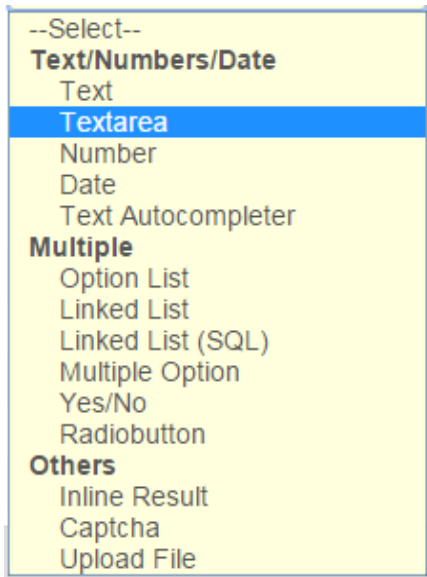 --Select--
Text/Numbers/Date
Text
Textarea
Number
Date
Text Autocompleter
Multiple
Option List
Linked List
Linked List (SQL)
Multiple Option
Yes/No
Radiobutton
Others
Inline Result
Captcha
Upload File